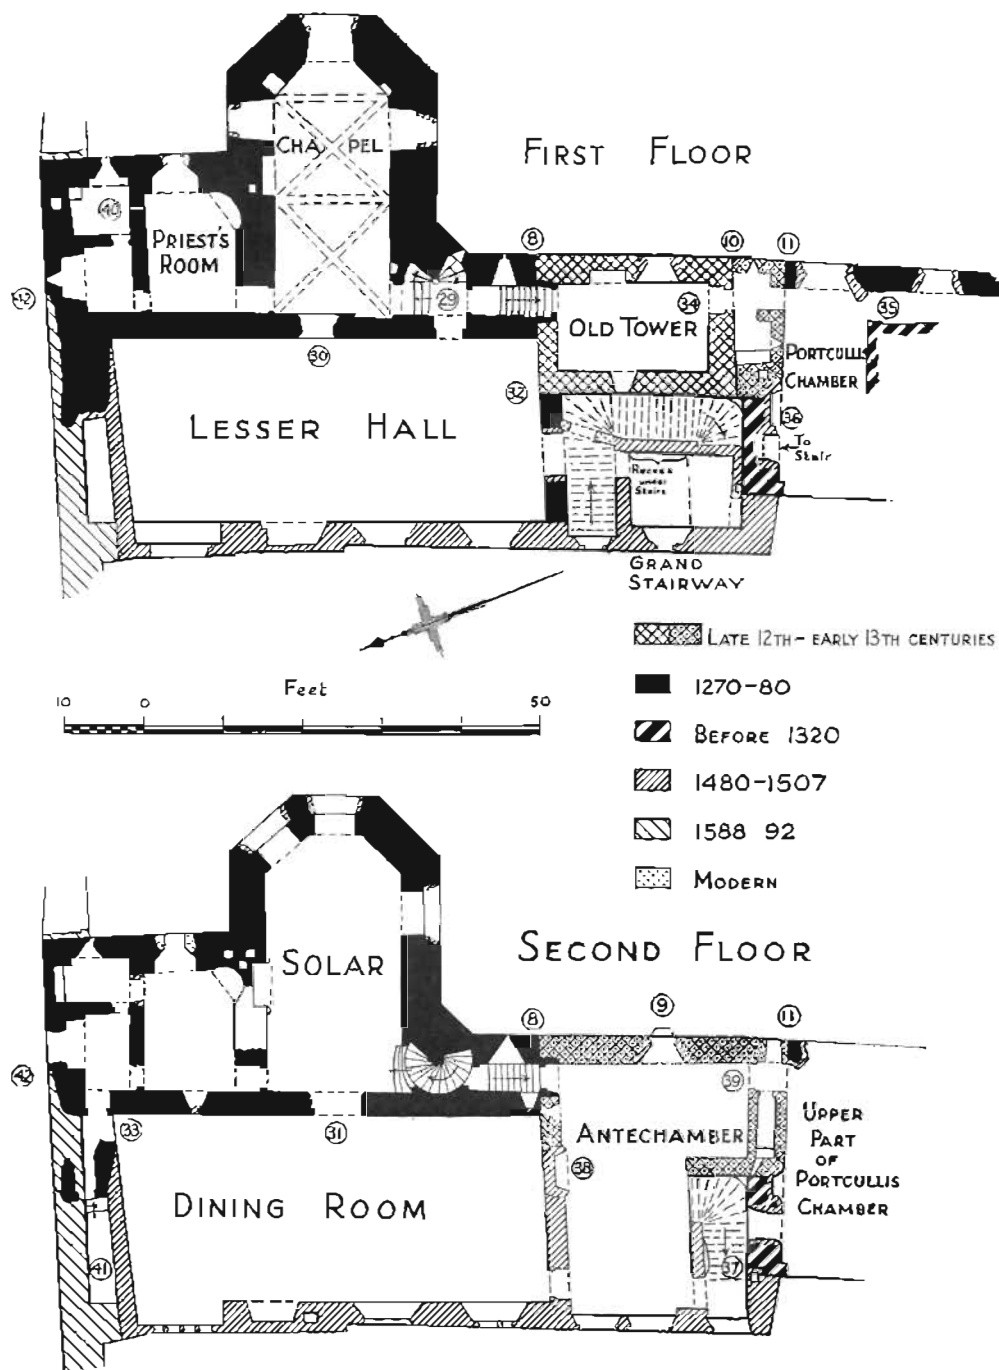 FIRST FLOOR
CHAPEL
40
PRIEST'S
ROOM
8
10
11
42
29
34
35
OLD TOWER
30
PORTCULLIS
CHAMBER
32
36
LESSER HALL
To
Stair
Recess
under
Stairs
GRAND
STAIRWAY
LATE 12TH - EARLY 13TH CENTURIES
Feet
10 0 50
1270-80
BEFORE 1320
1480-1507
1588 92
MODERN
SOLAR
SECOND FLOOR
8
9
11
42
39
33
31
ANTECHAMBER
38
UPPER
PART
OF
PORTCULLIS
CHAMBER
DINING ROOM
41
37